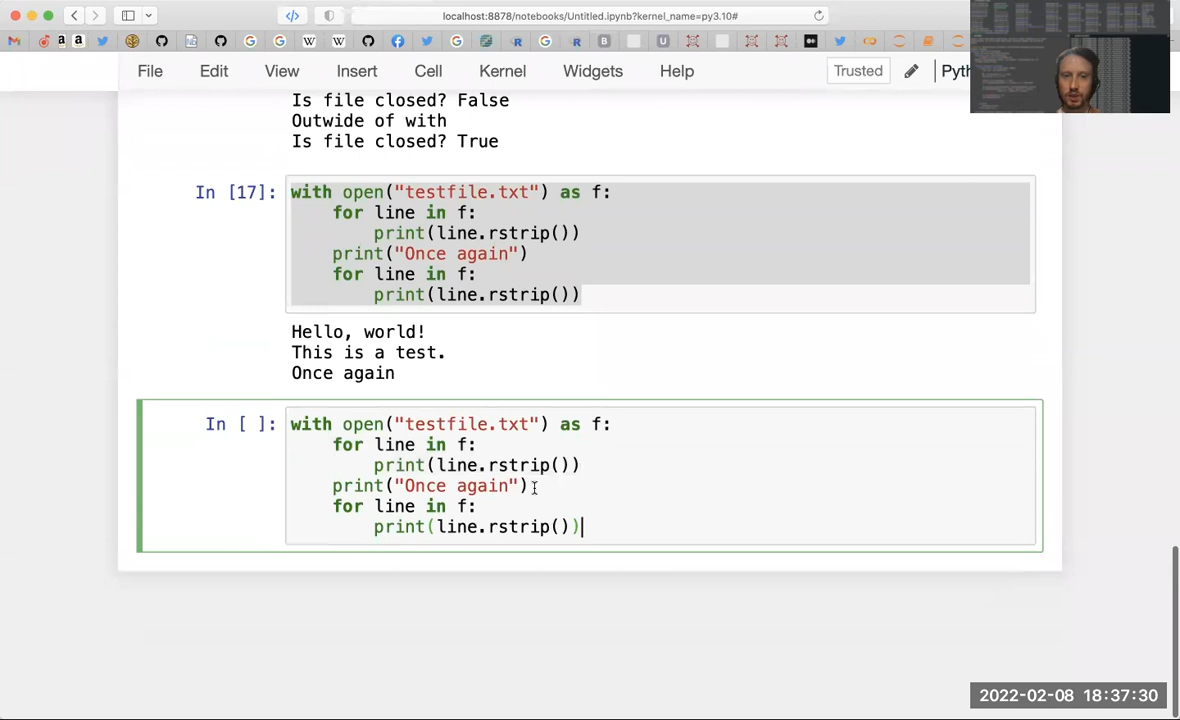 localhost:8878/notebooks/Untitled.ipynb?kernel_name=py3.10#
File Edit View Insert Cell Kernel Widgets Help Trusted Pyth
Is file closed? False
Outwide of with
Is file closed? True
In [17]: with open("testfile.txt") as f:
for line in f:
print(line.rstrip())
print("Once again")
for line in f:
print(line.rstrip())
Hello, world!
This is a test.
Once again
In [ ]: with open("testfile.txt") as f:
for line in f:
print(line.rstrip())
print("Once again")
for line in f:
print(line.rstrip())
2022-02-08 18:37:30